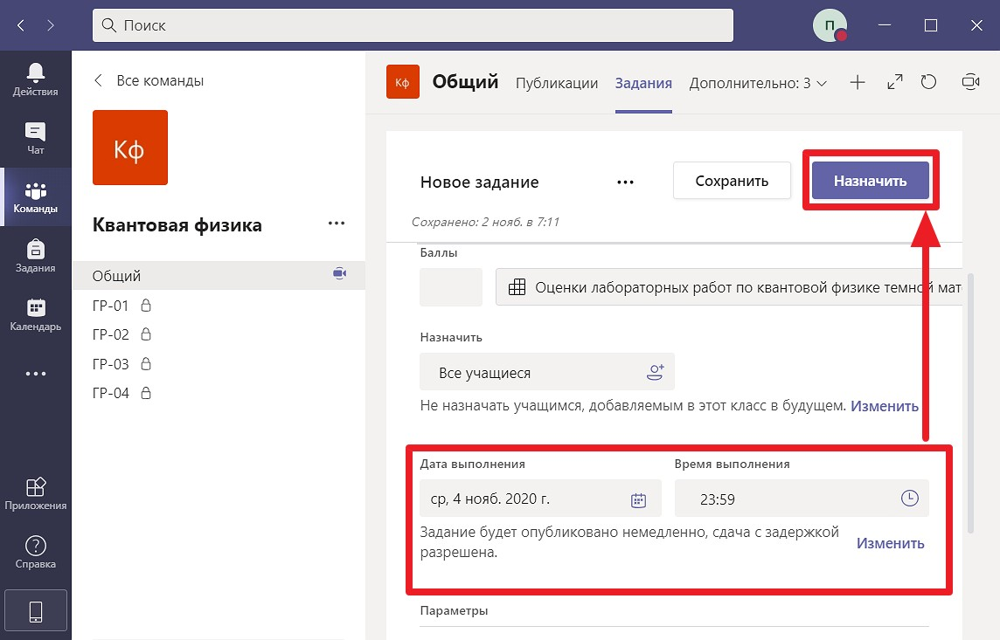 Поиск
П
Действия
Чат
Команды
Задания
Календарь
Приложения
Справка
Все команды
Кф
Квантовая физика
Общий
ГР-01
ГР-02
ГР-03
ГР-04
Кф
Общий
Публикации
Задания
Дополнительно: 3
Новое задание
Сохранить
Назначить
Сохранено: 2 нояб. в 7:11
Баллы
Оценки лабораторных работ по квантовой физике темной мат
Назначить
Все учащиеся
Не назначать учащимся, добавляемым в этот класс в будущем. Изменить
Дата выполнения
Время выполнения
ср, 4 нояб. 2020 г.
23:59
Задание будет опубликовано немедленно, сдача с задержкой
разрешена.
Изменить
Параметры